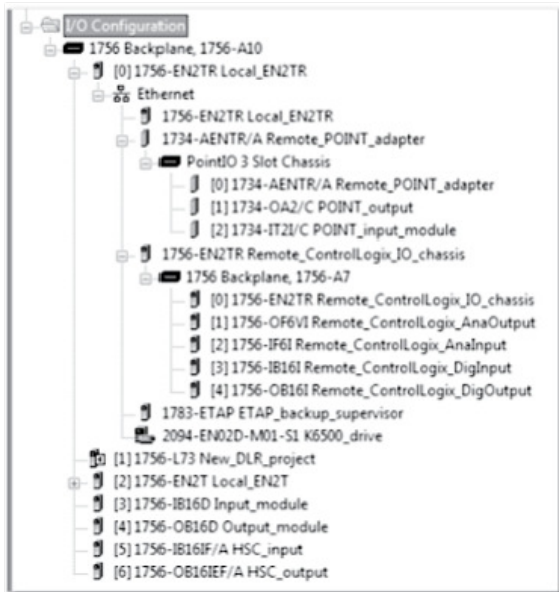 I/O Configuration
1756 Backplane, 1756-A10
[0] 1756-EN2TR Local_EN2TR
Ethernet
1756-EN2TR Local_EN2TR
1734-AENTR/A Remote_POINT_adapter
PointIO 3 Slot Chassis
[0] 1734-AENTR/A Remote_POINT_adapter
[1] 1734-OA2/C POINT_output
[2] 1734-IT2I/C POINT_input_module
1756-EN2TR Remote_ControlLogix_IO_chassis
1756 Backplane, 1756-A7
[0] 1756-EN2TR Remote_ControlLogix_IO_chassis
[1] 1756-OF6VI Remote_ControlLogix_AnaOutput
[2] 1756-IF6I Remote_ControlLogix_AnaInput
[3] 1756-IB16I Remote_ControlLogix_DigInput
[4] 1756-OB16I Remote_ControlLogix_DigOutput
1783-ETAP ETAP_backup_supervisor
2094-EN02D-M01-S1 K6500_drive
[1] 1756-L73 New_DLR_project
[2] 1756-EN2T Local_EN2T
[3] 1756-IB16D Input_module
[4] 1756-OB16D Output_module
[5] 1756-IB16IF/A HSC_input
[6] 1756-OB16IEF/A HSC_output